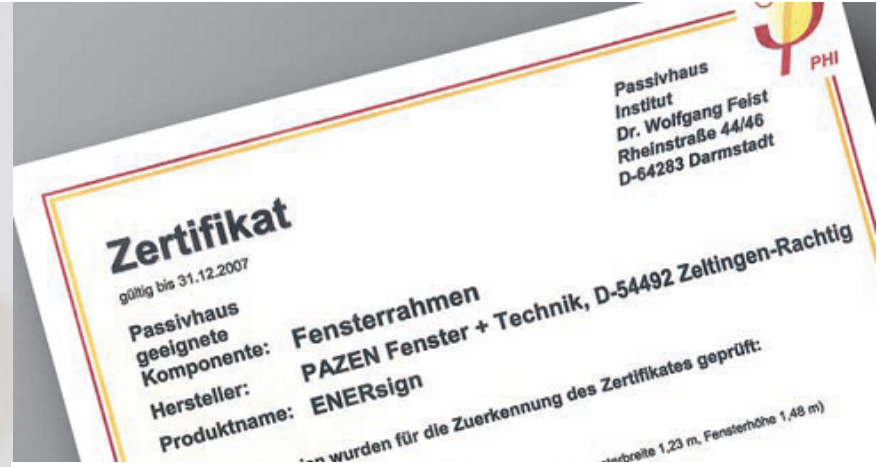 PHI
Passivhaus
Institut
Dr. Wolfgang Feist
Rheinstraße 44/46
D-64283 Darmstadt
Zertifikat
gültig bis 31.12.2007
Passivhaus
geeignete
Komponente: Fensterrahmen
Hersteller: PAZEN Fenster + Technik, D-54492 Zeltingen-Rachtig
Produktname: ENERsign
wurden für die Zuerkennung des Zertifikates geprüft:
1,23 m, Fensterhöhe 1,48 m)